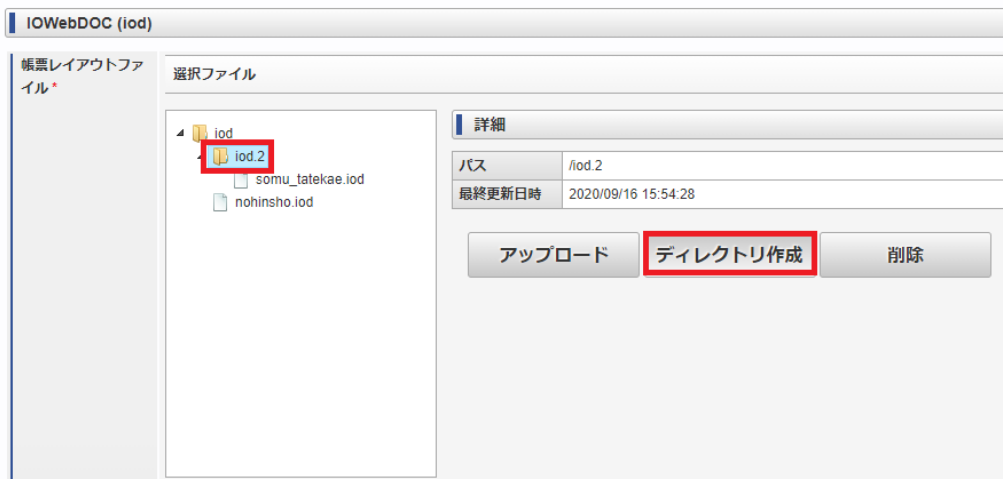 IOWebDOC (iod)
帳票レイアウトファ
イル*
選択ファイル
iod
iod.2
somu_tatekae.iod
nohinsho.iod
詳細
パス /iod.2
最終更新日時 2020/09/16 15:54:28
アップロード ディレクトリ作成 削除